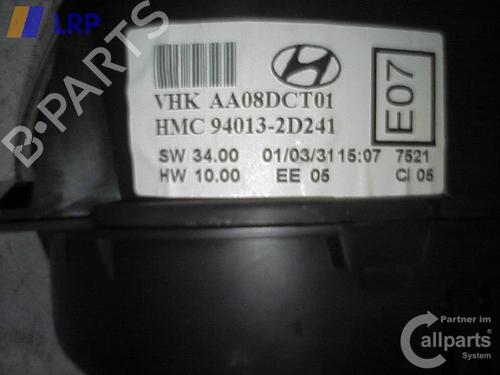 LRP
VHK AA08DCT01
HMC 94013-2D241
E07
SW 34.00 01/03/31 15:07 7521
HW 10.00 EE 05 CI 05
B-PARTS
Partner im
Callparts
System